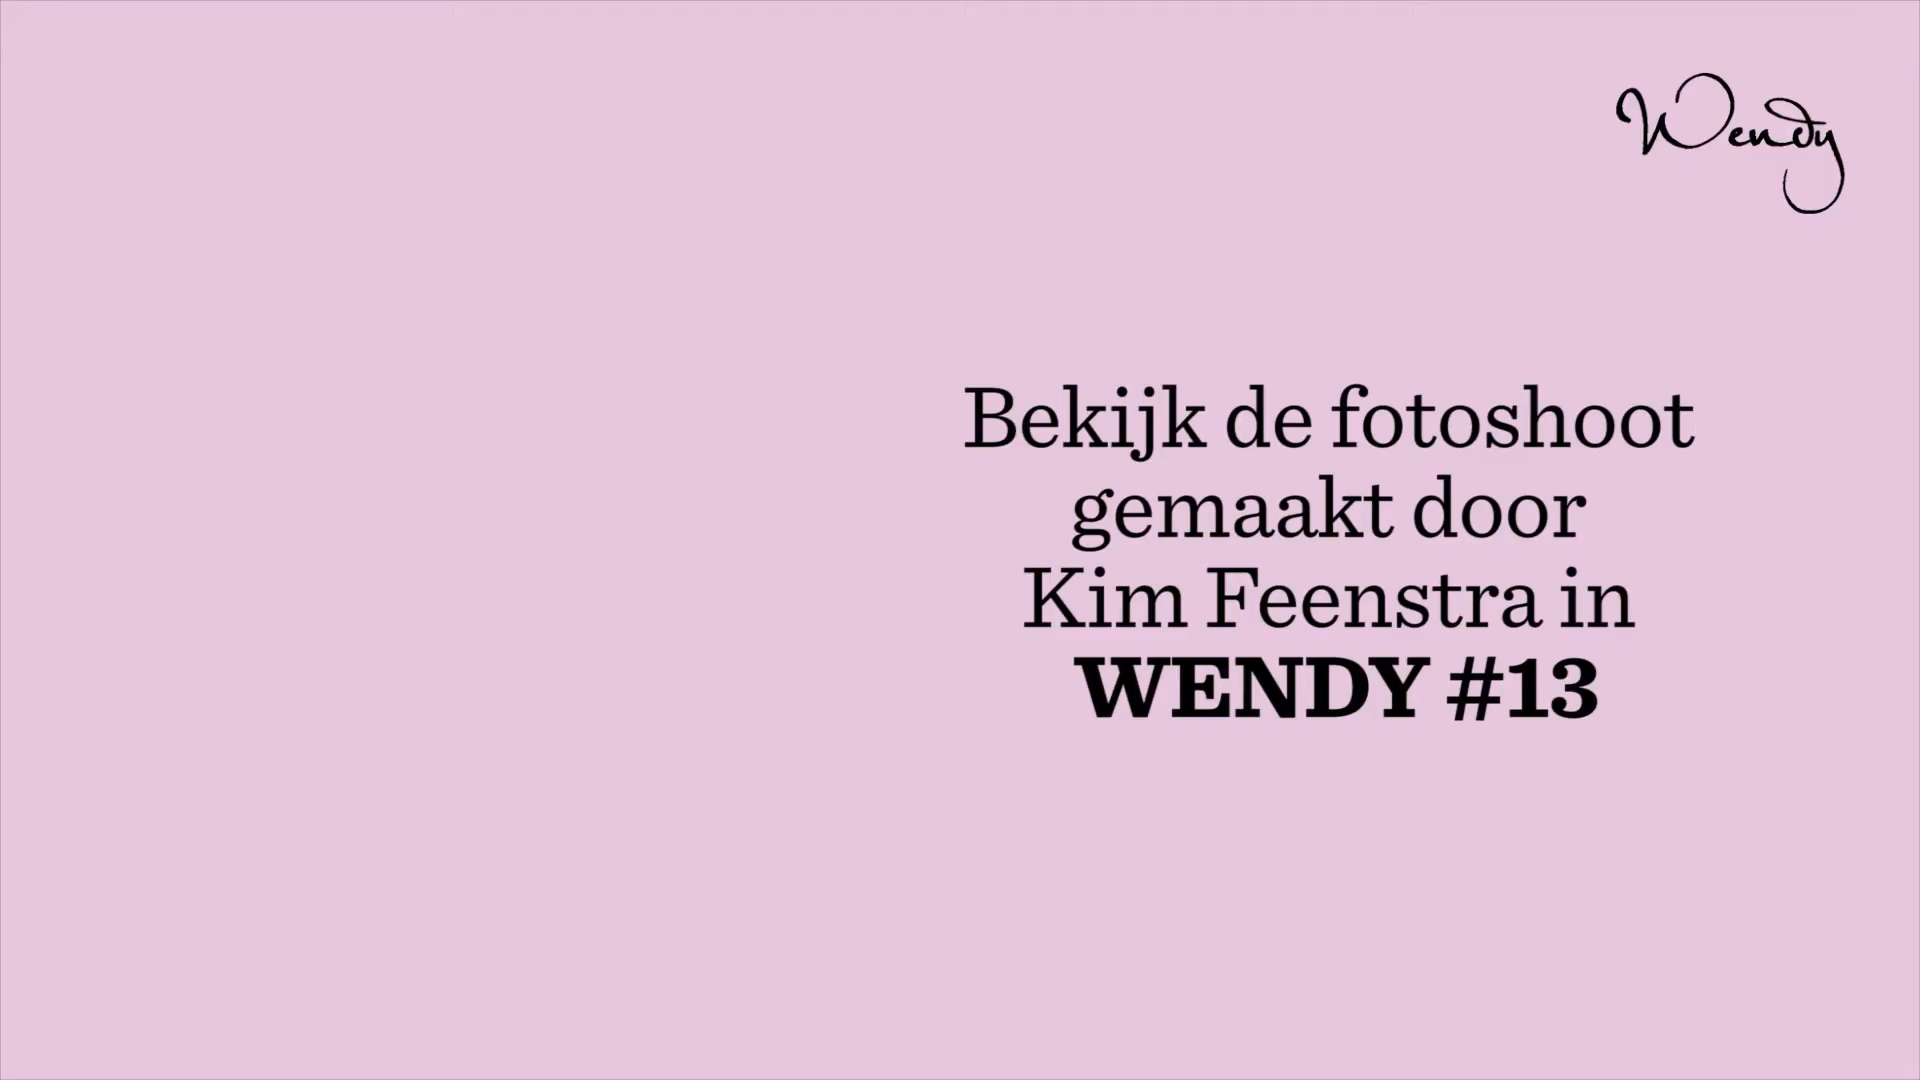 Wendy
Bekijk de fotoshoot
gemaakt door
Kim Feenstra in
WENDY #13